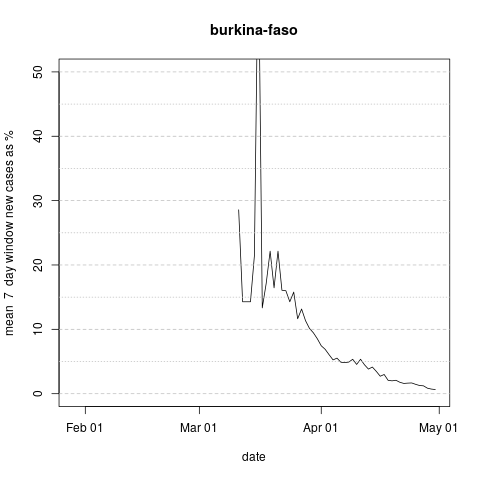 burkina-faso
mean 7 day window new cases as %
50
40
30
20
10
0
Feb 01
Mar 01
Apr 01
May 01
date